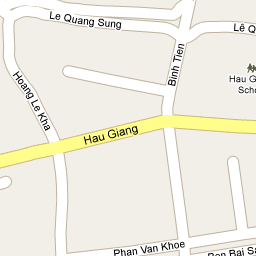 Le Quang Sung
Lê Q
Binh Tien
Hoang Le Kha
Hau G
Scho
Hau Giang
Phan Van Khoe
Ben Bai Sa